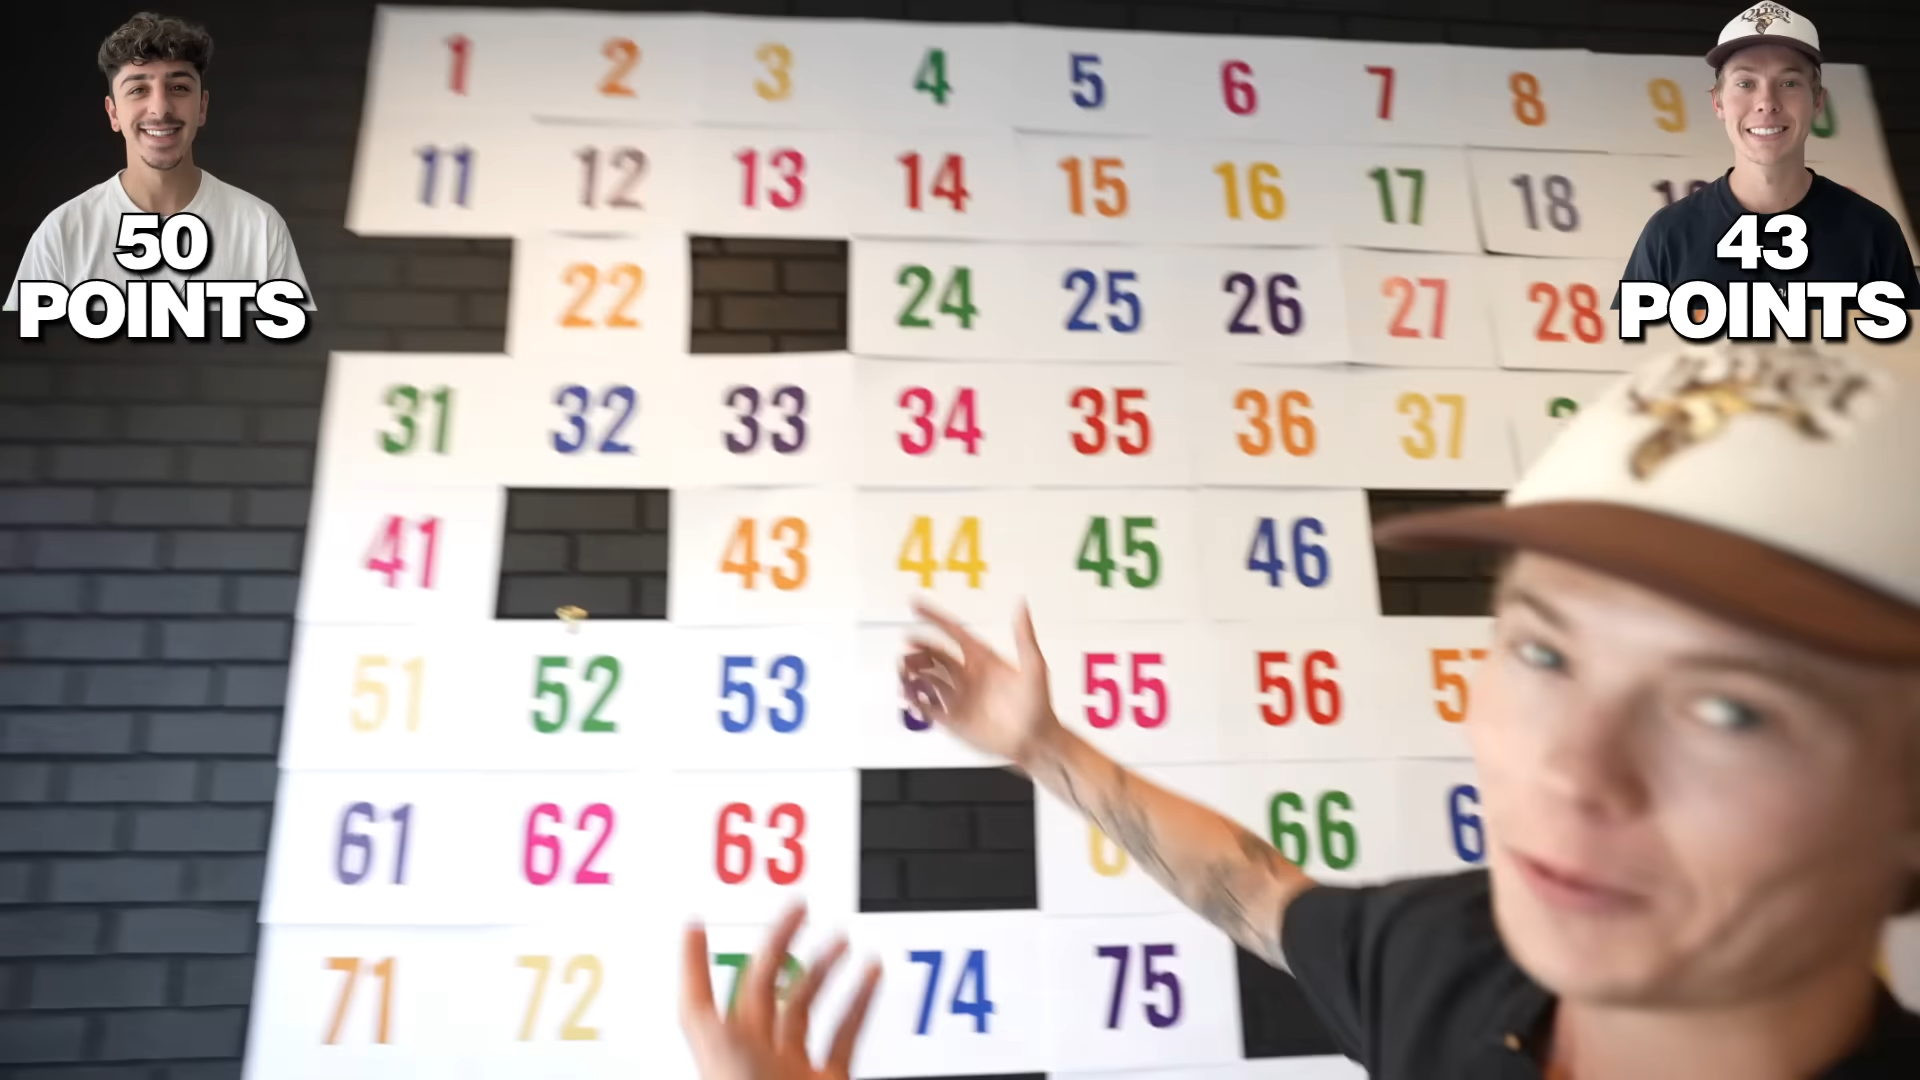 1 2 3 4 5 6 7 8 9
11 12 13 14 15 16 17 18
50
POINTS
43
POINTS
22 24 25 26 27 28
31 32 33 34 35 36 37
41 43 44 45 46
51 52 53 55 56
61 62 63 66
71 72 74 75